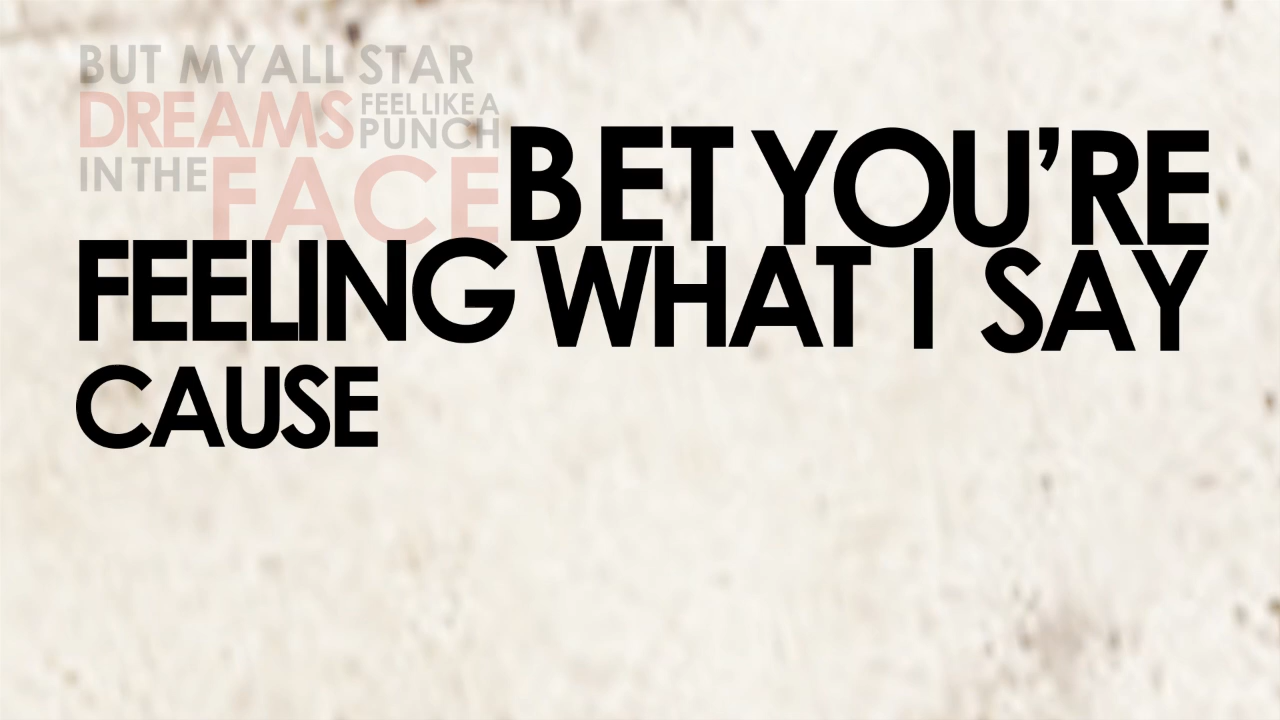 BUT MY ALL STAR
DREAMS FEEL LIKE A
PUNCH
IN THE FACE
BET YOU'RE
FEELING WHAT I SAY
CAUSE